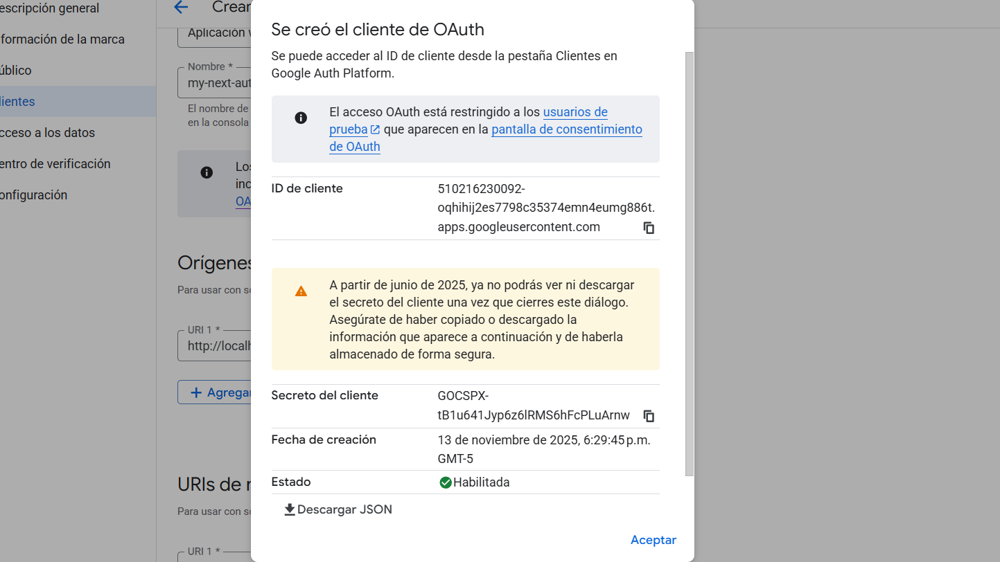 escripción general
formación de la marca
úblico
lientes
cceso a los datos
entro de verificación
onfiguración
Crear
Aplicación
Nombre *
my-next-aut
El nombre de
en la consola
Los
inc
OA
Orígenes
Para usar con so
URI 1 *
http://localh
Agregar
URIs de r
Para usar con so
URI 1 *
Se creó el cliente de OAuth
Se puede acceder al ID de cliente desde la pestaña Clientes en
Google Auth Platform.
El acceso OAuth está restringido a los usuarios de
prueba que aparecen en la pantalla de consentimiento
de OAuth
ID de cliente
510216230092-
oqhihij2es7798c35374emn4eumg886t.
apps.googleusercontent.com
A partir de junio de 2025, ya no podrás ver ni descargar
el secreto del cliente una vez que cierres este diálogo.
Asegúrate de haber copiado o descargado la
información que aparece a continuación y de haberla
almacenado de forma segura.
Secreto del cliente
GOCSPX-
tB1u641Jyp6z6lRMS6hFcPLuArnw
Fecha de creación
13 de noviembre de 2025, 6:29:45 p.m.
GMT-5
Estado
Habilitada
Descargar JSON
Aceptar